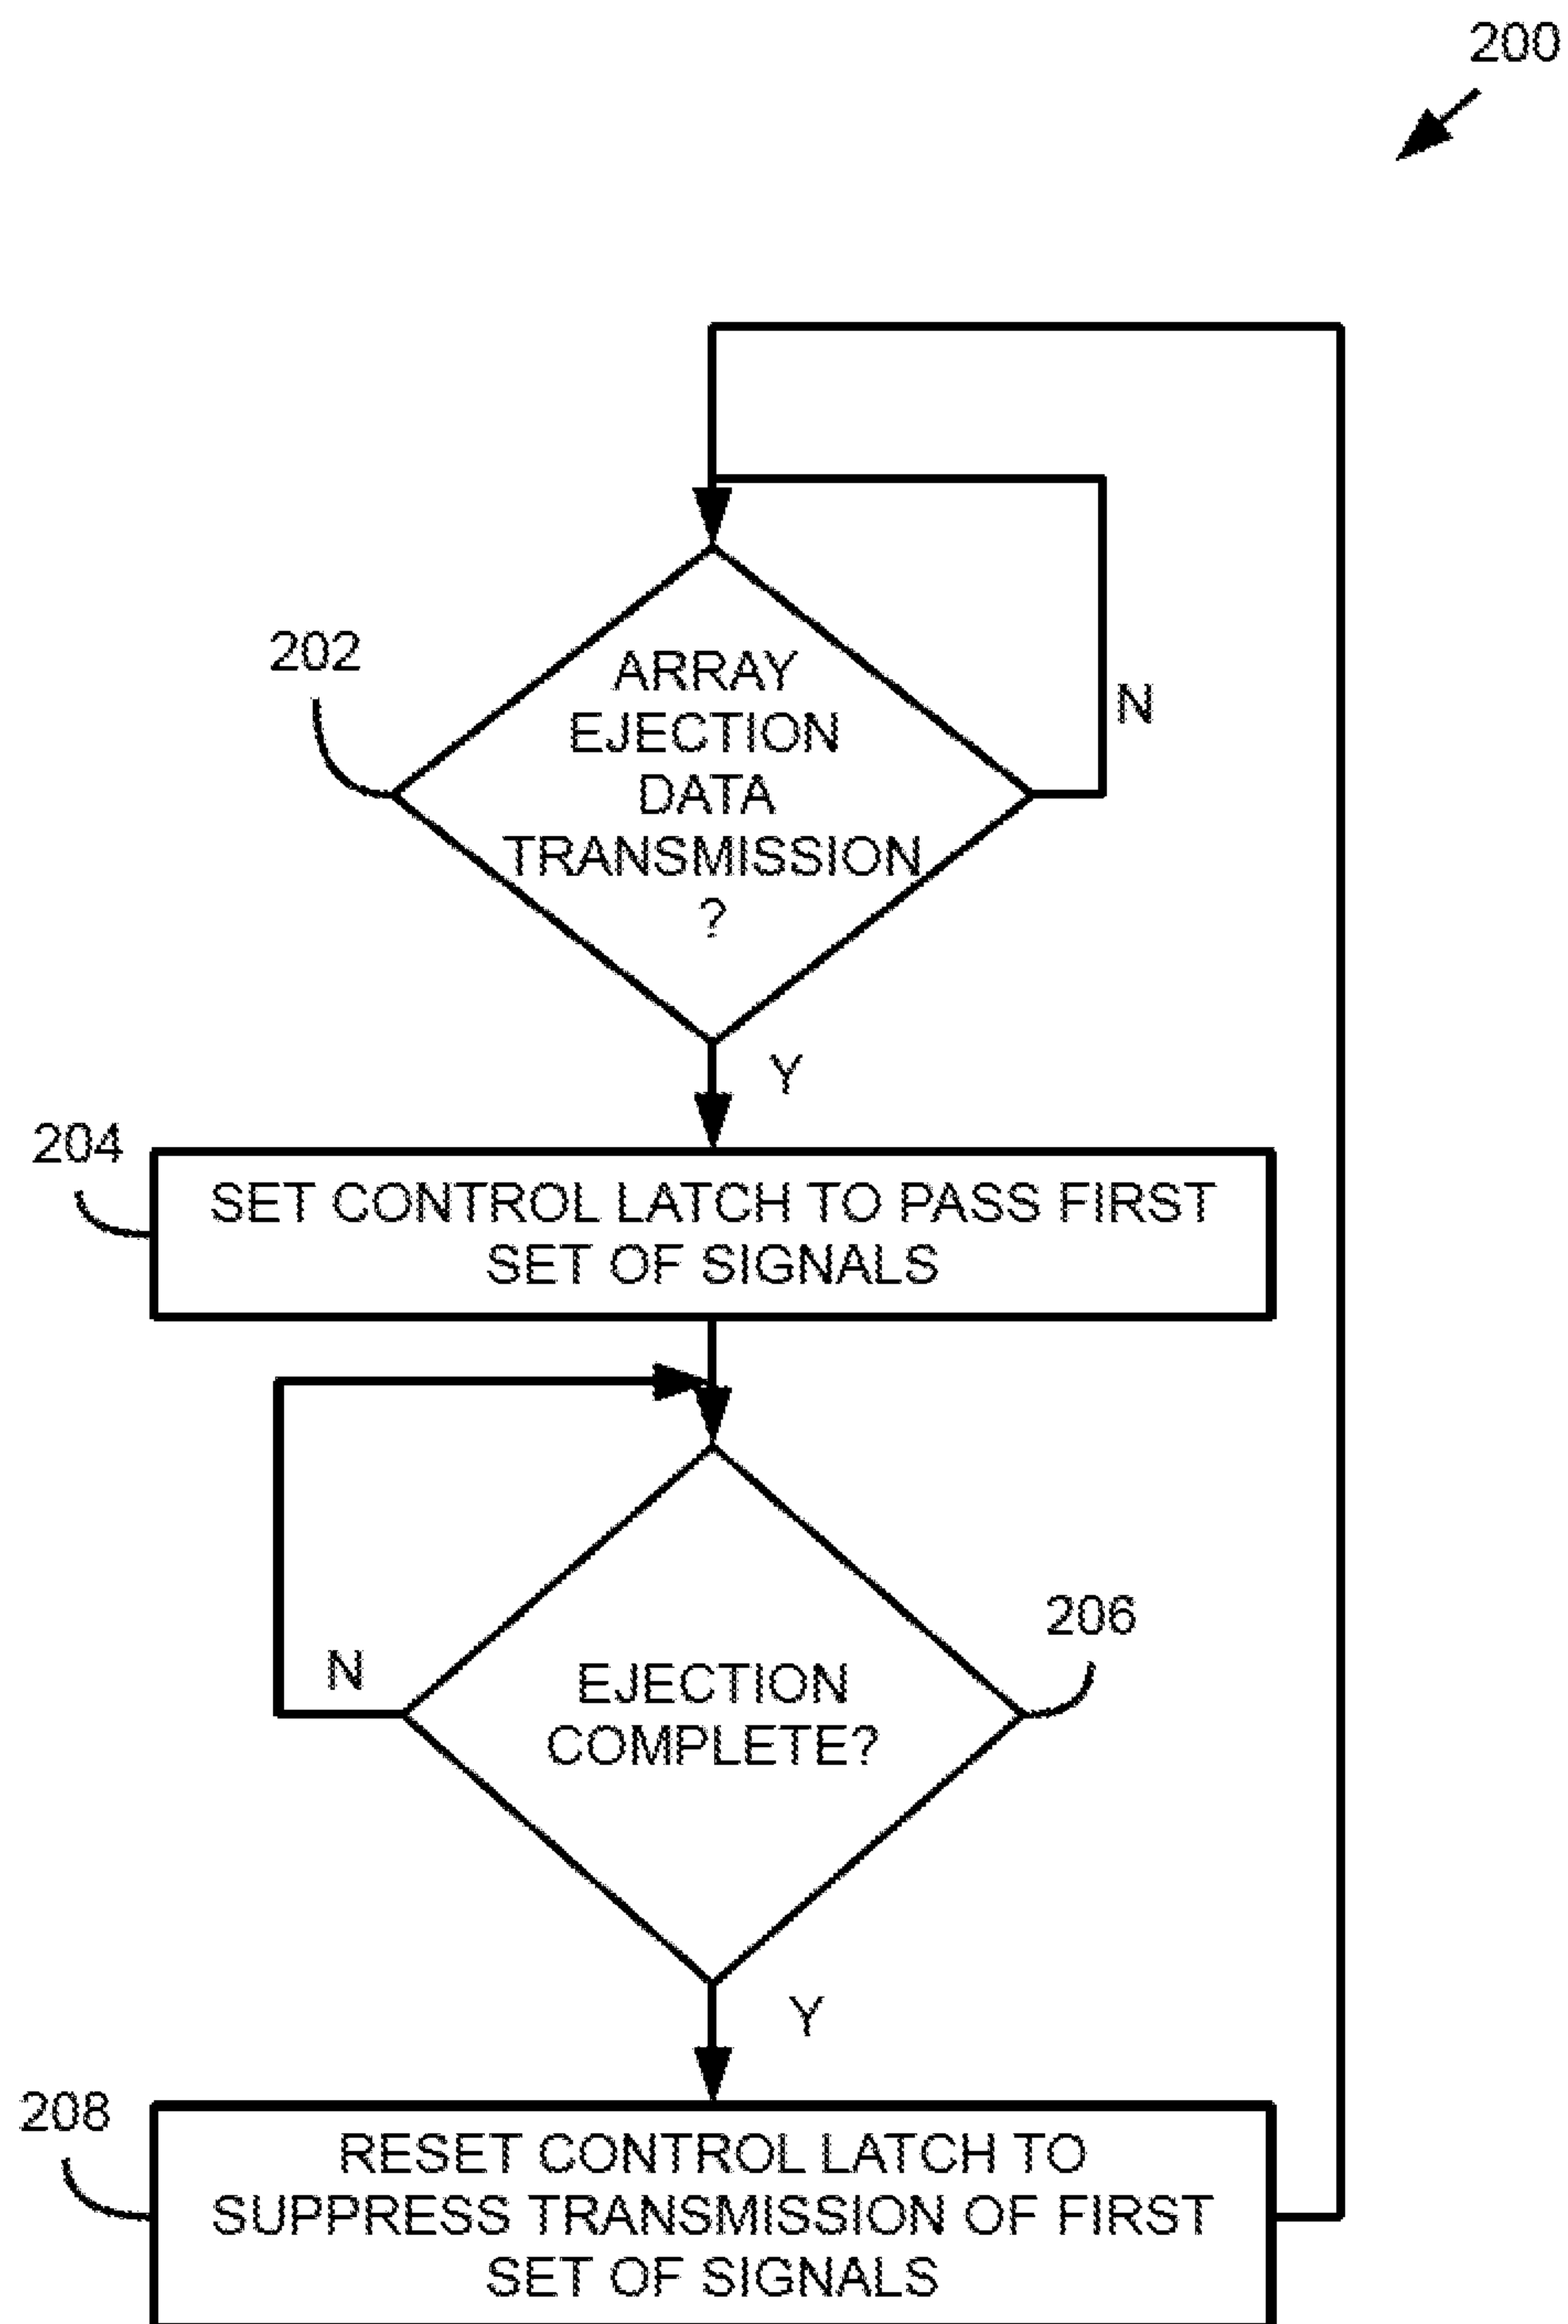 200
202
ARRAY
EJECTION
DATA
TRANSMISSION
?
N
Y
204
SET CONTROL LATCH TO PASS FIRST
SET OF SIGNALS
206
N
EJECTION
COMPLETE?
Y
208
RESET CONTROL LATCH TO
SUPPRESS TRANSMISSION OF FIRST
SET OF SIGNALS